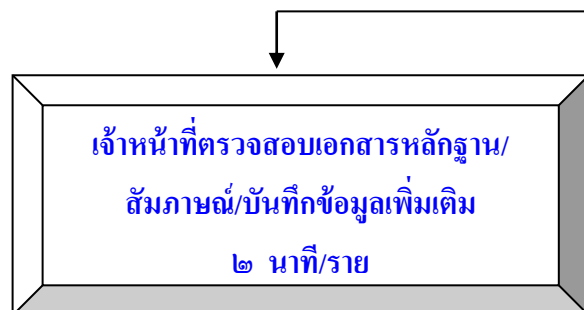 เจ้าหน้าที่ตรวจสอบเอกสารหลักฐาน/
สัมภาษณ์/บันทึกข้อมูลเพิ่มเติม
๒ นาที/ราย